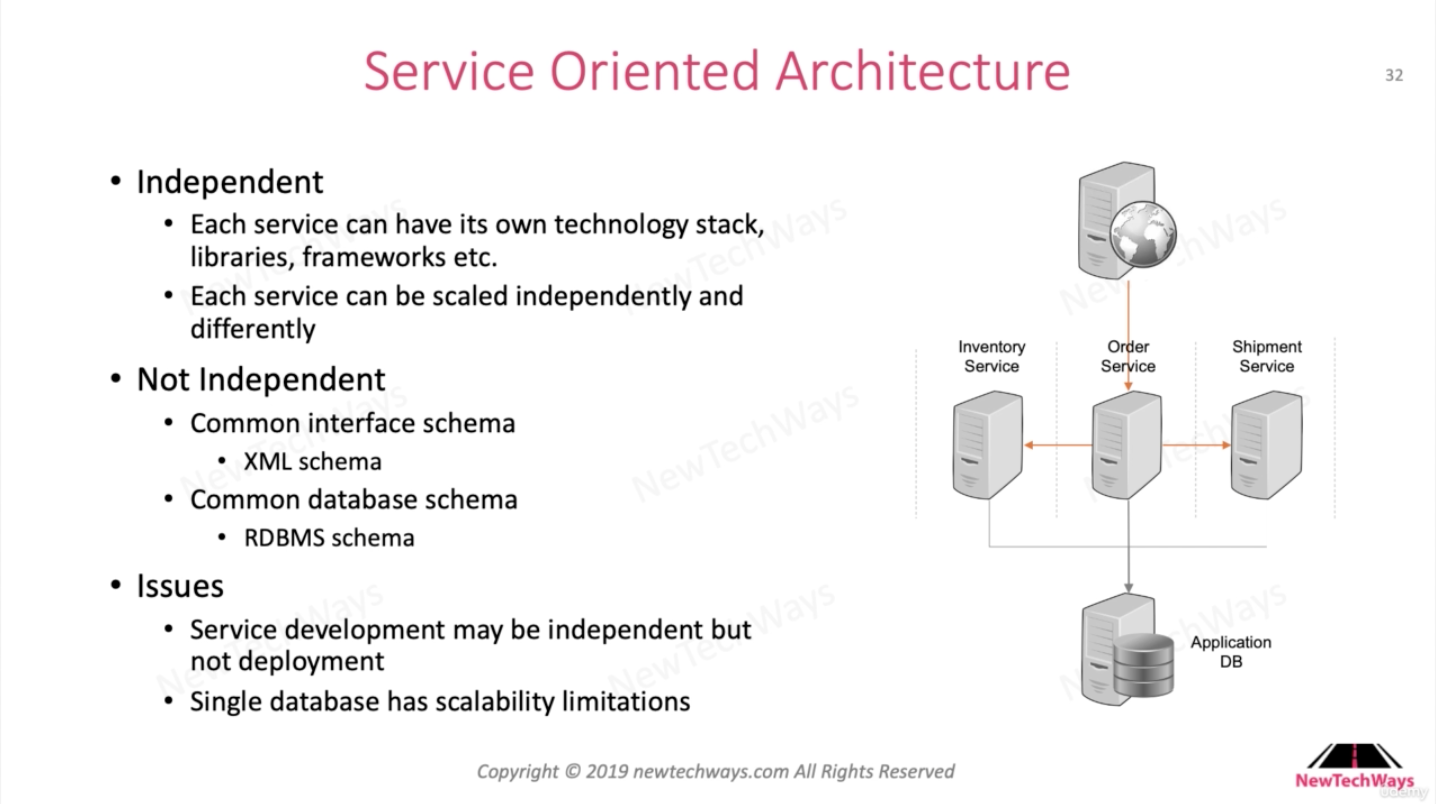 Service Oriented Architecture
32
• Independent
• Each service can have its own technology stack,
libraries, frameworks etc.
• Each service can be scaled independently and
differently
• Not Independent
• Common interface schema
• XML schema
• Common database schema
• RDBMS schema
• Issues
• Service development may be independent but
not deployment
• Single database has scalability limitations
Inventory
Service
Order
Service
Shipment
Service
Application
DB
Copyright © 2019 newtechways.com All Rights Reserved
NewTechWays
udemy
NewTechWays
NewTechWays
NewTechWays
NewTechWays
NewTechWays
NewTechWays
NewTechWays
NewTechWays
NewTechWays